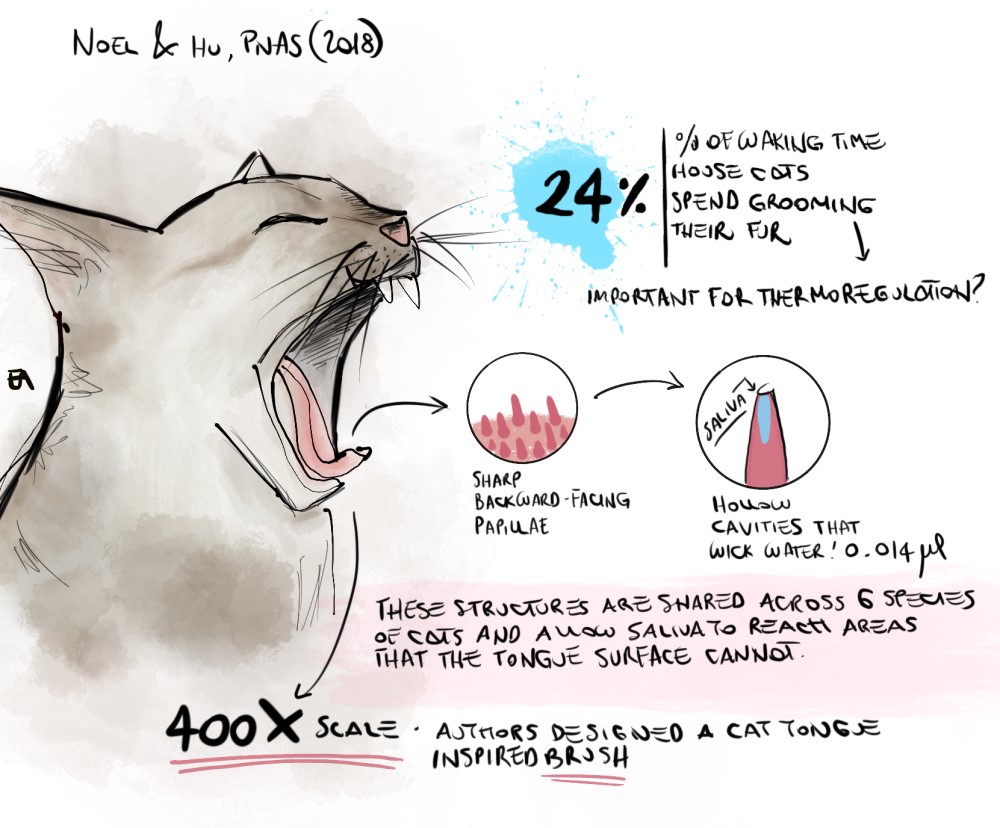 NOEL & HU, PNAS (2018)
24%
% OF WAKING TIME
HOUSE CATS
SPEND GROOMING
THEIR FUR
IMPORTANT FOR THERMOREGULATION?
EA
SALIVA
SHARP
BACKWARD-FACING
PAPILLAE
HOLLOW
CAVITIES THAT
WICK WATER! 0.014 µl
THESE STRUCTURES ARE SHARED ACROSS 6 SPECIES
OF CATS AND ALLOW SALIVA TO REACH AREAS
THAT THE TONGUE SURFACE CANNOT.
400X SCALE · AUTHORS DESIGNED A CAT TONGUE
INSPIRED BRUSH